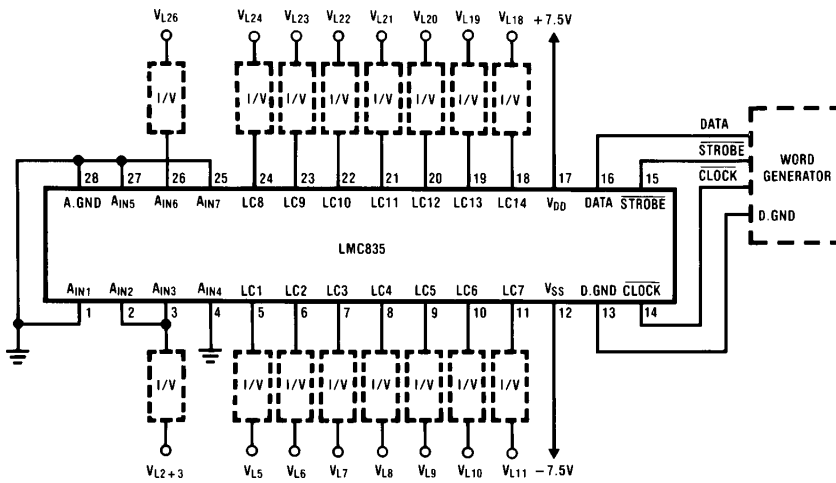 VL26 VL24 VL23 VL22 VL21 VL20 VL19 VL18 +7.5V
I/V I/V I/V I/V I/V I/V I/V I/V
DATA
STROBE
CLOCK
WORD
GENERATOR
D.GND
28 27 26 25 24 23 22 21 20 19 18 17 16 15
A.GND AIN5 AIN6 AIN7 LC8 LC9 LC10 LC11 LC12 LC13 LC14 VDD DATA STROBE
LMC835
AIN1 AIN2 AIN3 AIN4 LC1 LC2 LC3 LC4 LC5 LC6 LC7 VSS D.GND CLOCK
1 2 3 4 5 6 7 8 9 10 11 12 13 14
I/V I/V I/V I/V I/V I/V I/V I/V
VL2+3 VL5 VL6 VL7 VL8 VL9 VL10 VL11 −7.5V